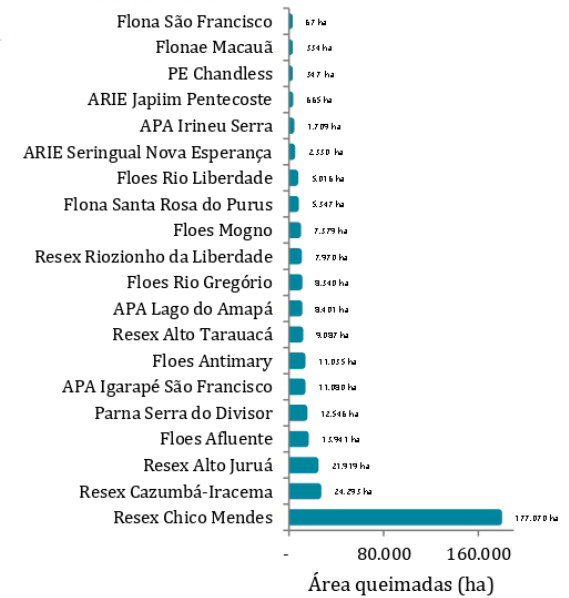 Flona São Francisco 67 ha
Flonae Macauã 334 ha
PE Chandless 347 ha
ARIE Japiim Pentecoste 665 ha
APA Irineu Serra 1.709 ha
ARIE Seringual Nova Esperança 2.330 ha
Floes Rio Liberdade 5.016 ha
Flona Santa Rosa do Purus 5.347 ha
Floes Mogno 7.379 ha
Resex Riozionho da Liberdade 7.970 ha
Floes Rio Gregório 8.340 ha
APA Lago do Amapá 8.401 ha
Resex Alto Tarauacá 9.087 ha
Floes Antimary 11.035 ha
APA Igarapé São Francisco 11.080 ha
Parna Serra do Divisor 12.546 ha
Floes Afluente 13.941 ha
Resex Alto Juruá 21.919 ha
Resex Cazumbá-Iracema 24.293 ha
Resex Chico Mendes 177.070 ha
- 80.000 160.000
Área queimadas (ha)